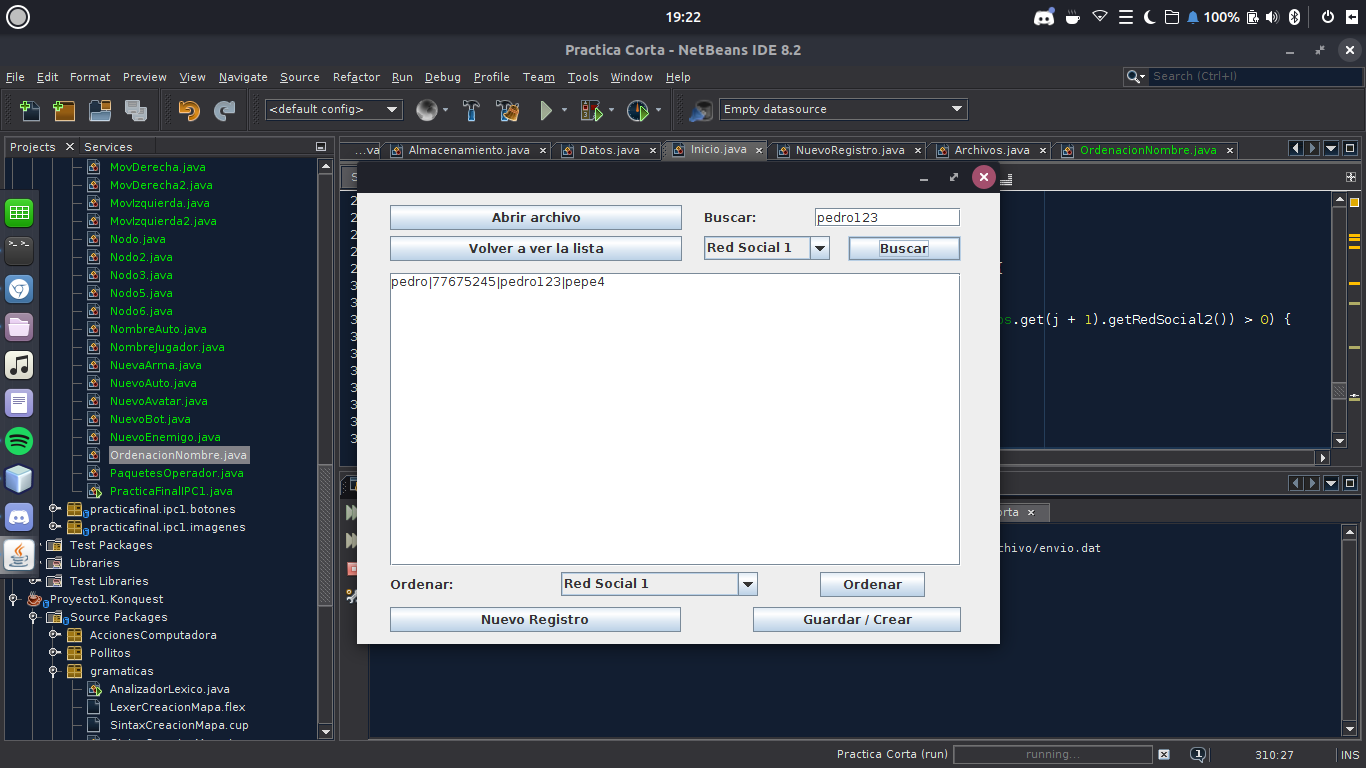 19:22
100%
Practica Corta - NetBeans IDE 8.2
File Edit Format Preview View Navigate Source Refactor Run Debug Profile Team Tools Window Help
Search (Ctrl+I)
<default config>
Empty datasource
Projects
Services
...va
Almacenamiento.java
Datos.java
Inicio.java
NuevoRegistro.java
Archivos.java
OrdenacionNombre.java
MovDerecha.java
MovDerecha2.java
MovIzquierda.java
MovIzquierda2.java
Nodo.java
Nodo2.java
Nodo3.java
Nodo5.java
Nodo6.java
NombreAuto.java
NombreJugador.java
NuevaArma.java
NuevoAuto.java
NuevoAvatar.java
NuevoBot.java
NuevoEnemigo.java
OrdenacionNombre.java
PaquetesOperador.java
PracticaFinalIPC1.java
practicafinal.ipc1.botones
practicafinal.ipc1.imagenes
Test Packages
Libraries
Test Libraries
Proyecto1.Konquest
Source Packages
AccionesComputadora
Pollitos
gramaticas
AnalizadorLexico.java
LexerCreacionMapa.flex
SintaxCreacionMapa.cup
Abrir archivo
Buscar:
pedro123
Volver a ver la lista
Red Social 1
Buscar
pedro|77675245|pedro123|pepe4
.get(j + 1).getRedSocial2()) > 0) {
chivo/envio.dat
Ordenar:
Red Social 1
Ordenar
Nuevo Registro
Guardar / Crear
Practica Corta (run)
running...
1
310:27
INS